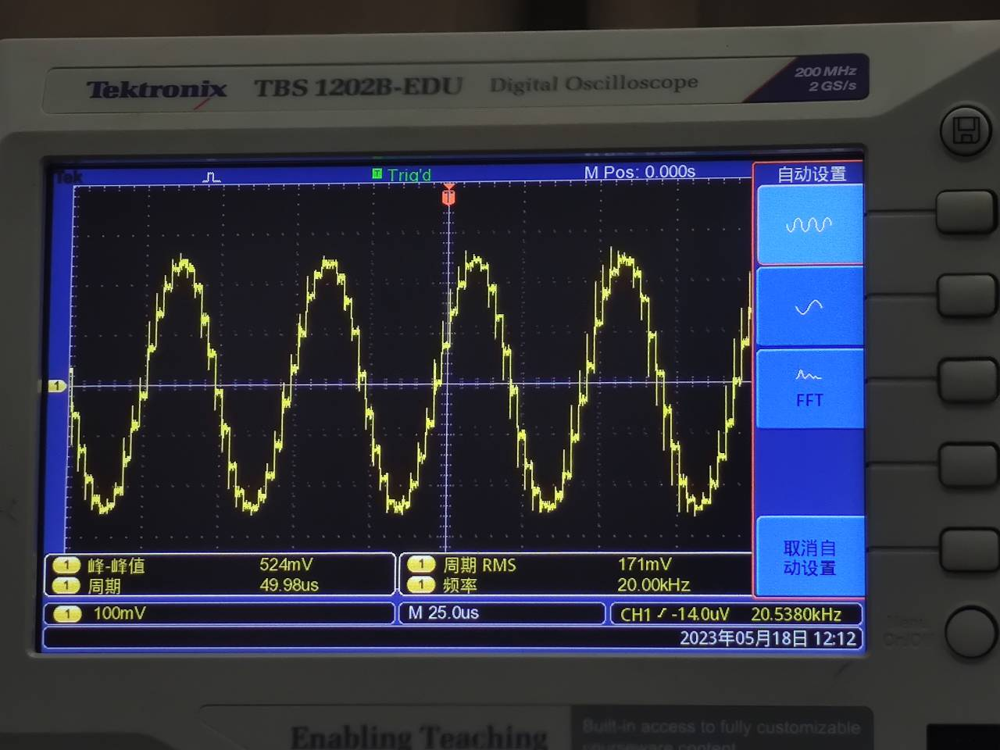 Tektronix TBS 1202B-EDU Digital Oscilloscope
200 MHz
2 GS/s
Tek
T Trig'd
M Pos: 0.000s
自动设置
1
FFT
取消自
动设置
1 峰-峰值 524mV
1 周期 49.98us
1 周期 RMS 171mV
1 频率 20.00kHz
1 100mV
M 25.0us
CH1 -14.0uV 20.5380kHz
2023年05月18日 12:12
Enabling Teaching
Built-in access to fully customizable
courseware content